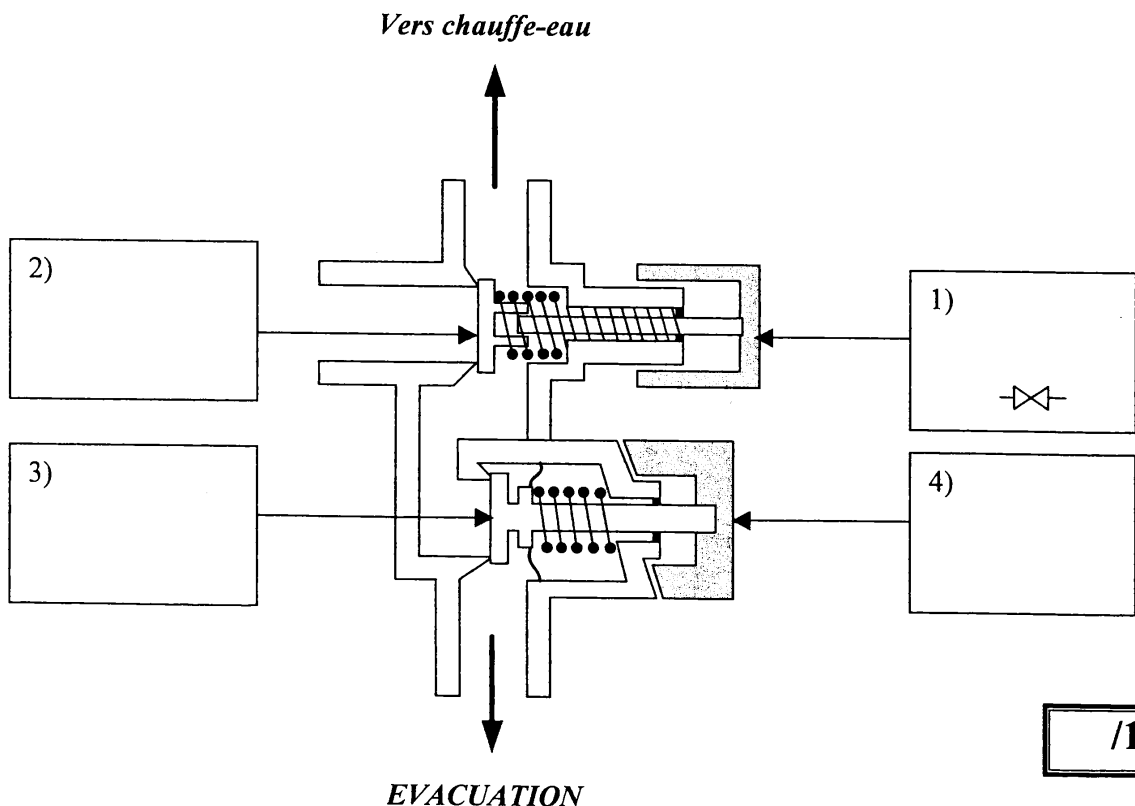 Vers chauffe-eau
2)
1)
3)
4)
/1
EVACUATION